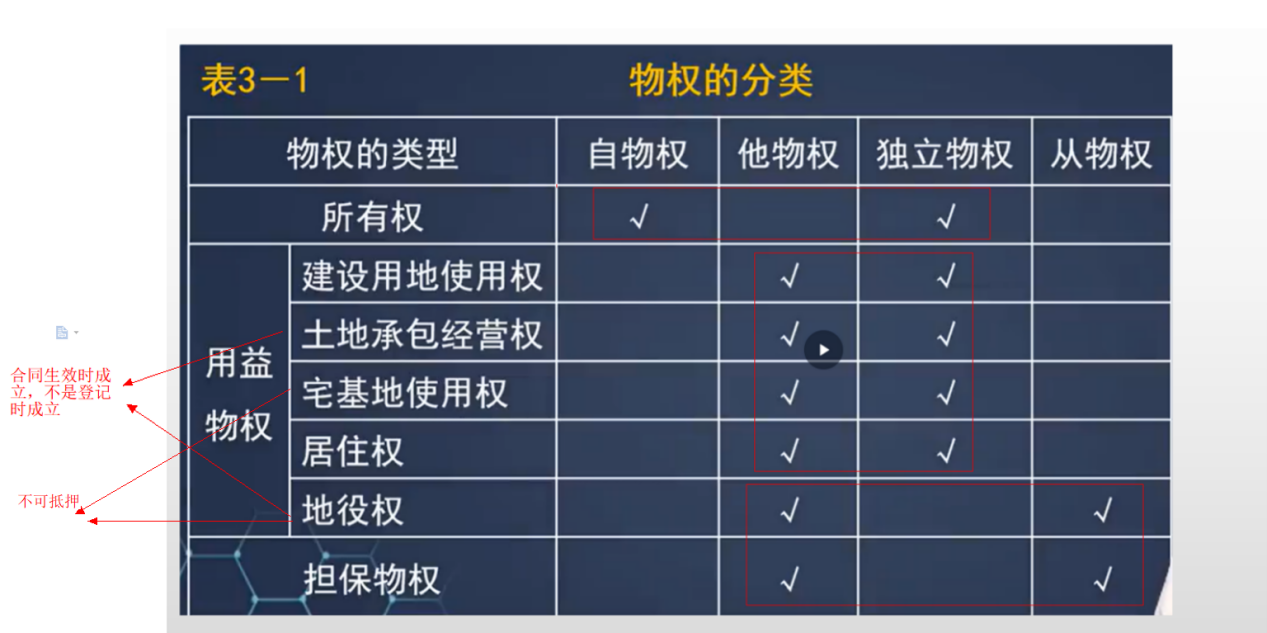 表3－1 物权的分类
物权的类型 自物权 他物权 独立物权 从物权
所有权 √ √
用益
物权
建设用地使用权 √ √
土地承包经营权 √ √
宅基地使用权 √ √
居住权 √ √
地役权 √ √
担保物权 √ √
合同生效时成
立，不是登记
时成立
不可抵押